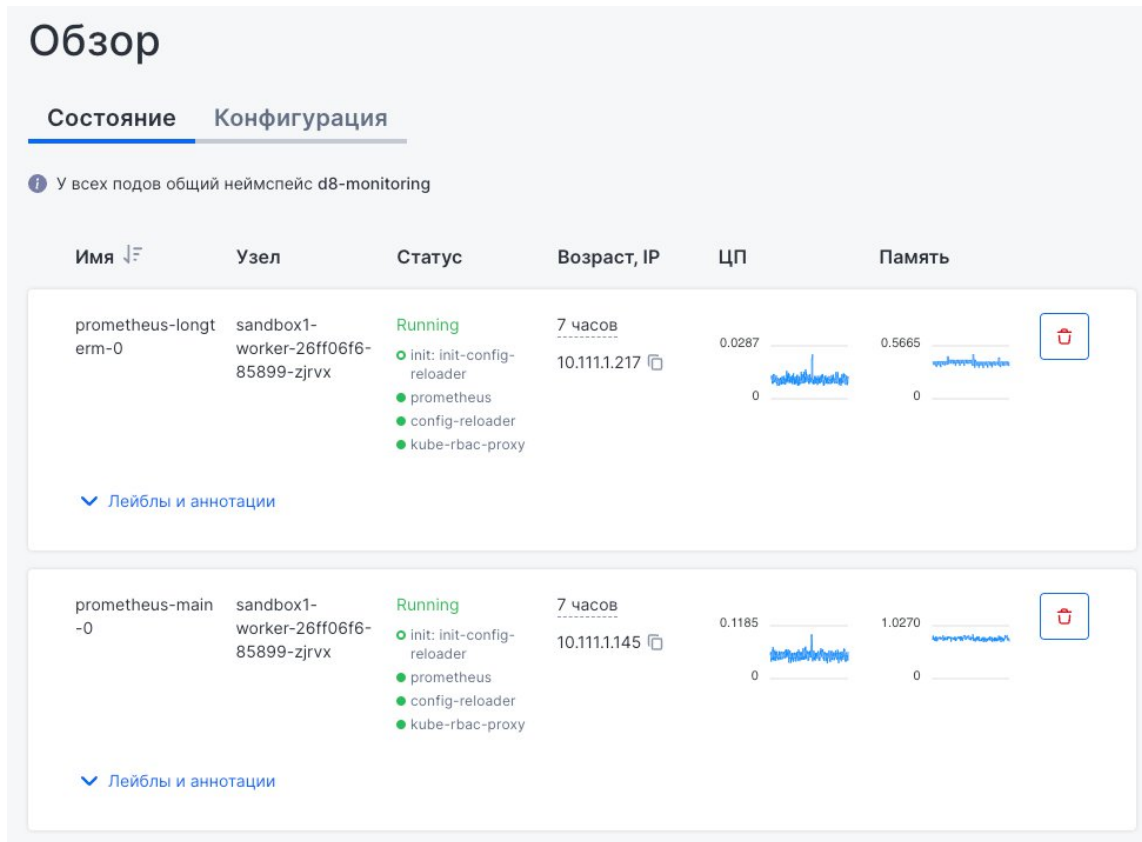 Обзор
Состояние Конфигурация
У всех подов общий неймспейс d8-monitoring
Имя Узел Статус Возраст, IP ЦП Память
prometheus-longt
erm-0
sandbox1-
worker-26ff06f6-
85899-zjrvx
Running
init: init-config-
reloader
prometheus
config-reloader
kube-rbac-proxy
7 часов
10.111.1.217
0.0287
0
0.5665
0
Лейблы и аннотации
prometheus-main
-0
sandbox1-
worker-26ff06f6-
85899-zjrvx
Running
init: init-config-
reloader
prometheus
config-reloader
kube-rbac-proxy
7 часов
10.111.1.145
0.1185
0
1.0270
0
Лейблы и аннотации